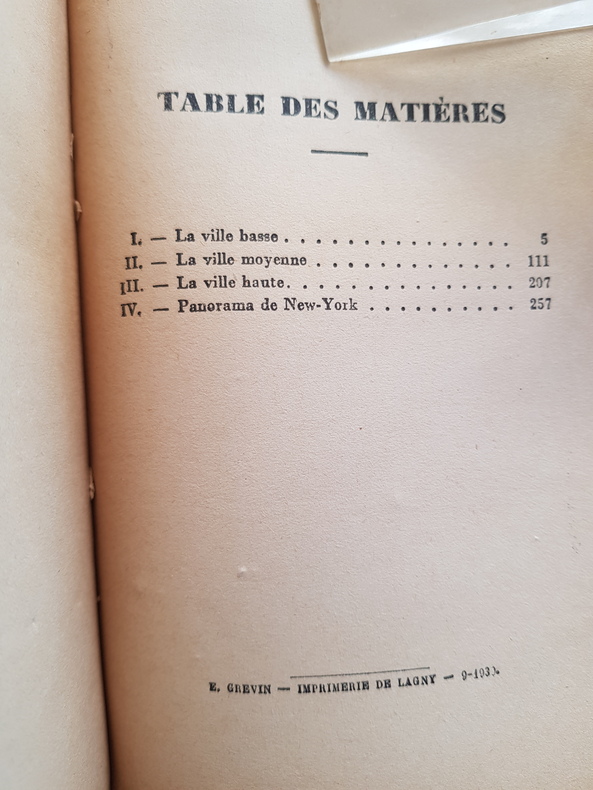 TABLE DES MATIÈRES
I. — La ville basse. . . . . . . . . . . . . . . . 5
II. — La ville moyenne . . . . . . . . . . . . . . 111
III. — La ville haute. . . . . . . . . . . . . . . . 207
IV. — Panorama de New-York . . . . . . . . . . 257
E. GREVIN — IMPRIMERIE DE LAGNY —